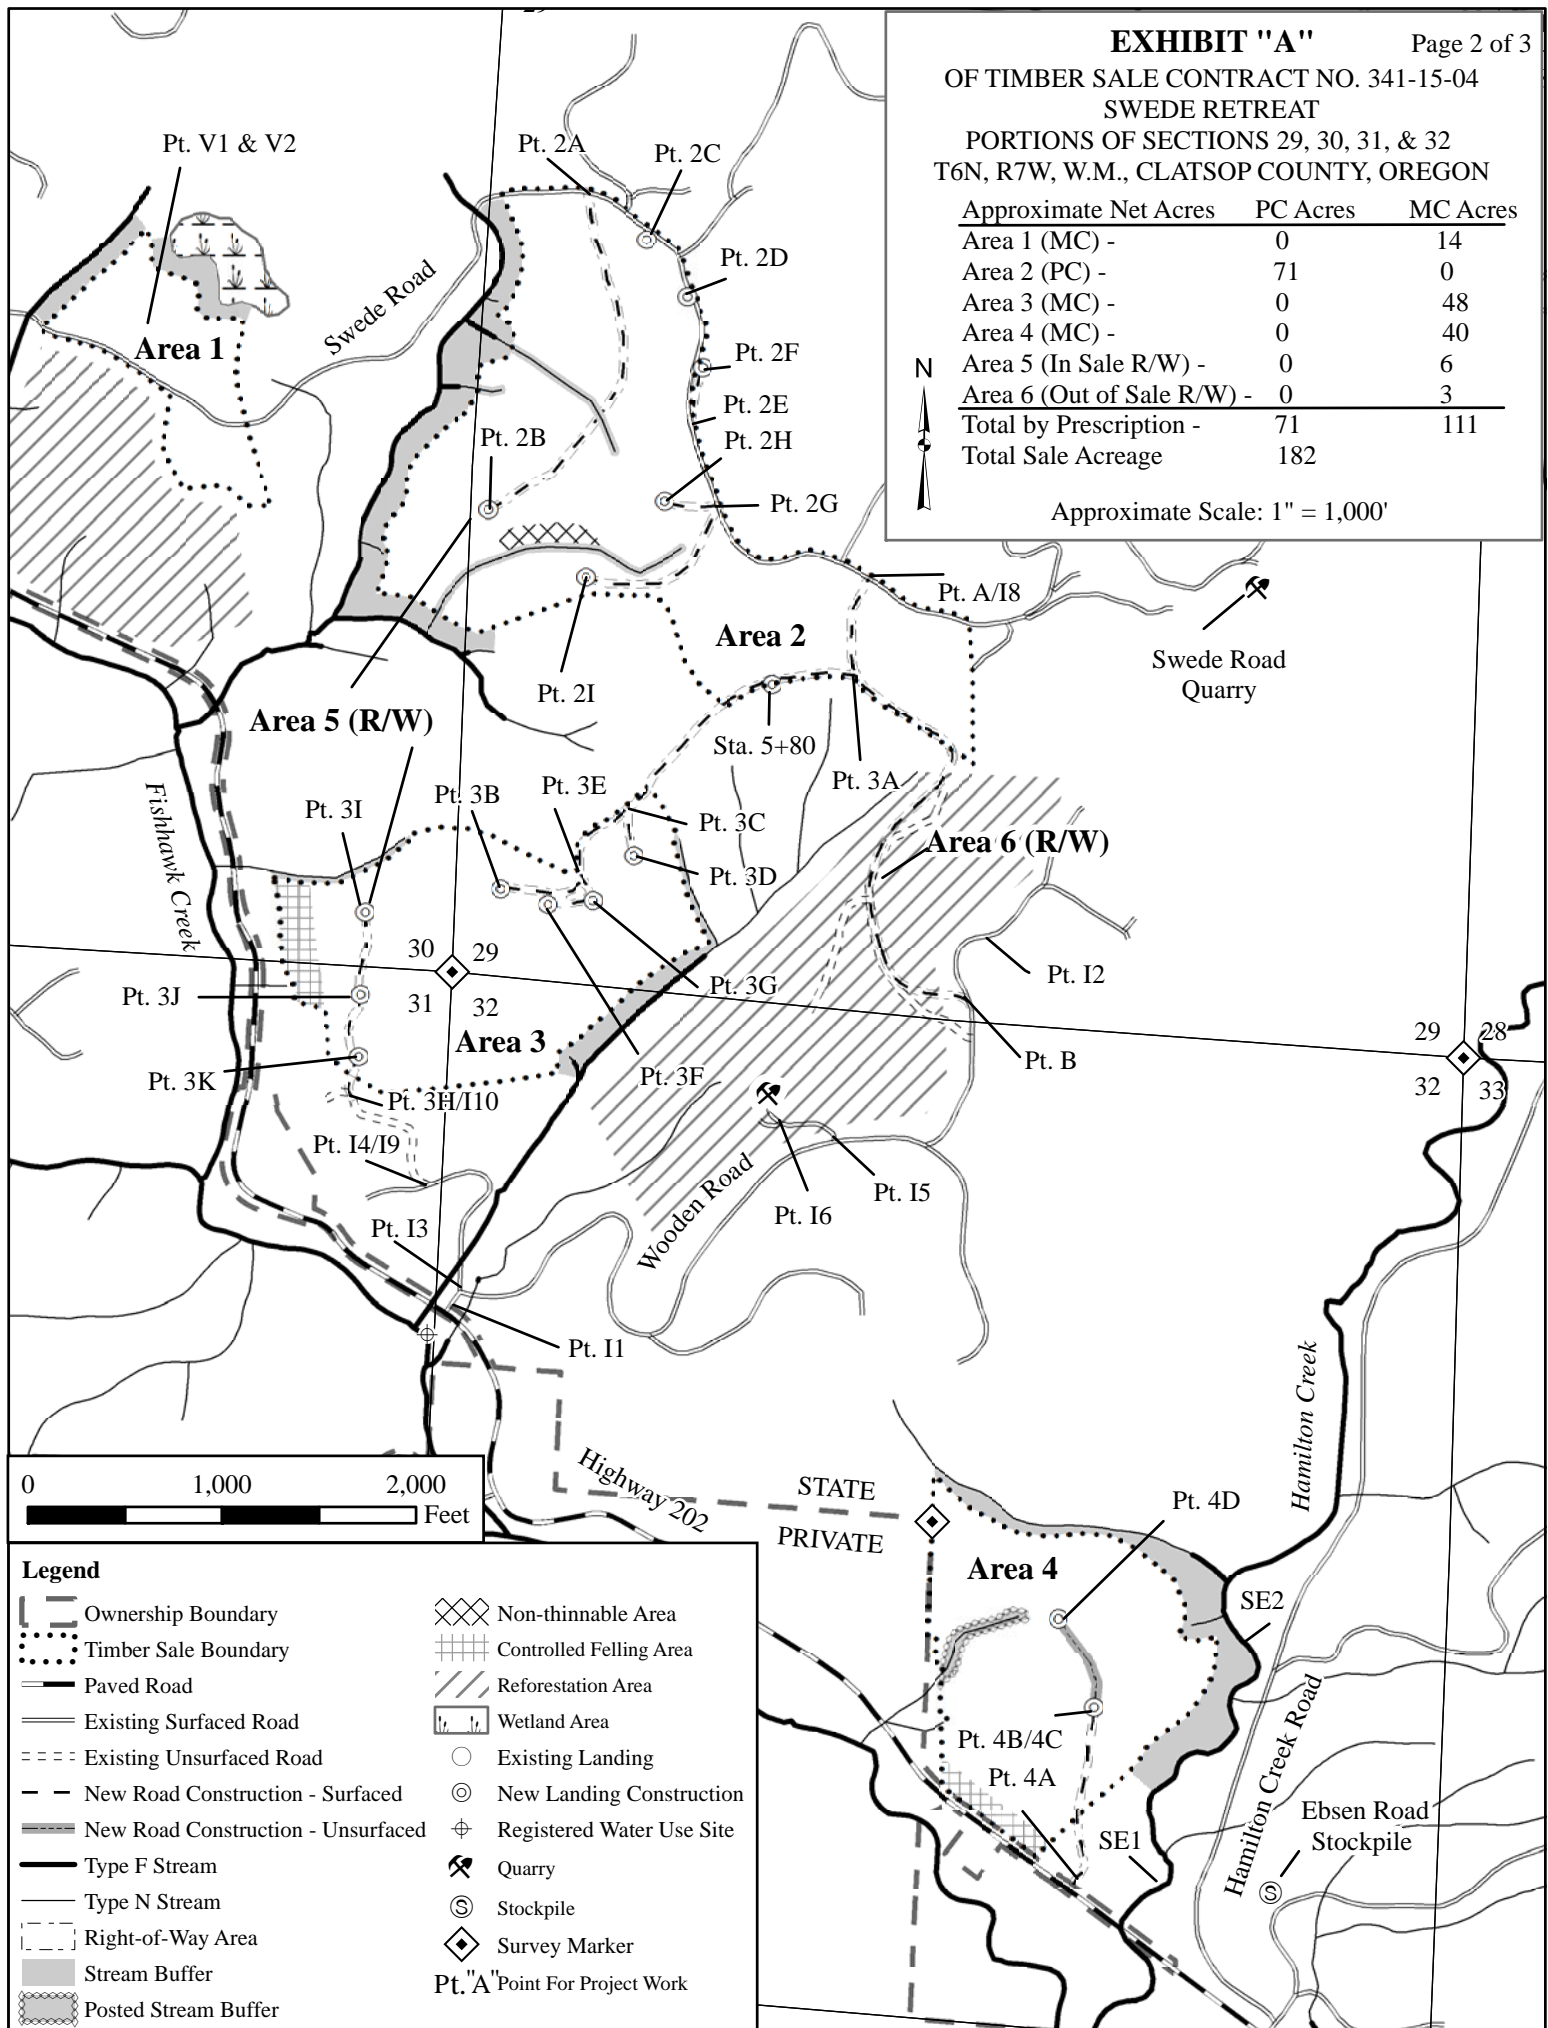 29
EXHIBIT "A" Page 2 of 3
OF TIMBER SALE CONTRACT NO. 341-15-04
SWEDE RETREAT
PORTIONS OF SECTIONS 29, 30, 31, & 32
T6N, R7W, W.M., CLATSOP COUNTY, OREGON
Approximate Net Acres PC Acres MC Acres
Area 1 (MC) - 0 14
Area 2 (PC) - 71 0
Area 3 (MC) - 0 48
Area 4 (MC) - 0 40
Area 5 (In Sale R/W) - 0 6
Area 6 (Out of Sale R/W) - 0 3
Total by Prescription - 71 111
Total Sale Acreage 182
Approximate Scale: 1" = 1,000'
N
Pt. V1 & V2
Pt. 2A
Pt. 2C
Pt. 2D
Swede Road
Area 1
Pt. 2F
Pt. 2E
Pt. 2B
Pt. 2H
Pt. 2G
Pt. A/I8
Area 2
Swede Road
Quarry
Pt. 2I
Area 5 (R/W)
Sta. 5+80
Pt. 3A
Fishhawk Creek
Pt. 3I
Pt. 3B
Pt. 3E
Pt. 3C
Area 6 (R/W)
Pt. 3D
30 29
31 32
Pt. 3J
Pt. 3G
Pt. I2
Area 3
29 28
32 33
Pt. 3K
Pt. 3F
Pt. B
Pt. 3H/I10
Pt. I4/I9
Pt. I5
Pt. I6
Wooden Road
Pt. I3
Pt. I1
Hamilton Creek
0 1,000 2,000
Feet
Highway 202
STATE
PRIVATE
Pt. 4D
Area 4
SE2
Pt. 4B/4C
Pt. 4A
SE1
Hamilton Creek Road
Ebsen Road
Stockpile
S
Legend
Ownership Boundary
Timber Sale Boundary
Paved Road
Existing Surfaced Road
Existing Unsurfaced Road
New Road Construction - Surfaced
New Road Construction - Unsurfaced
Type F Stream
Type N Stream
Right-of-Way Area
Stream Buffer
Posted Stream Buffer
Non-thinnable Area
Controlled Felling Area
Reforestation Area
Wetland Area
Existing Landing
New Landing Construction
Registered Water Use Site
Quarry
S Stockpile
Survey Marker
Pt."A" Point For Project Work